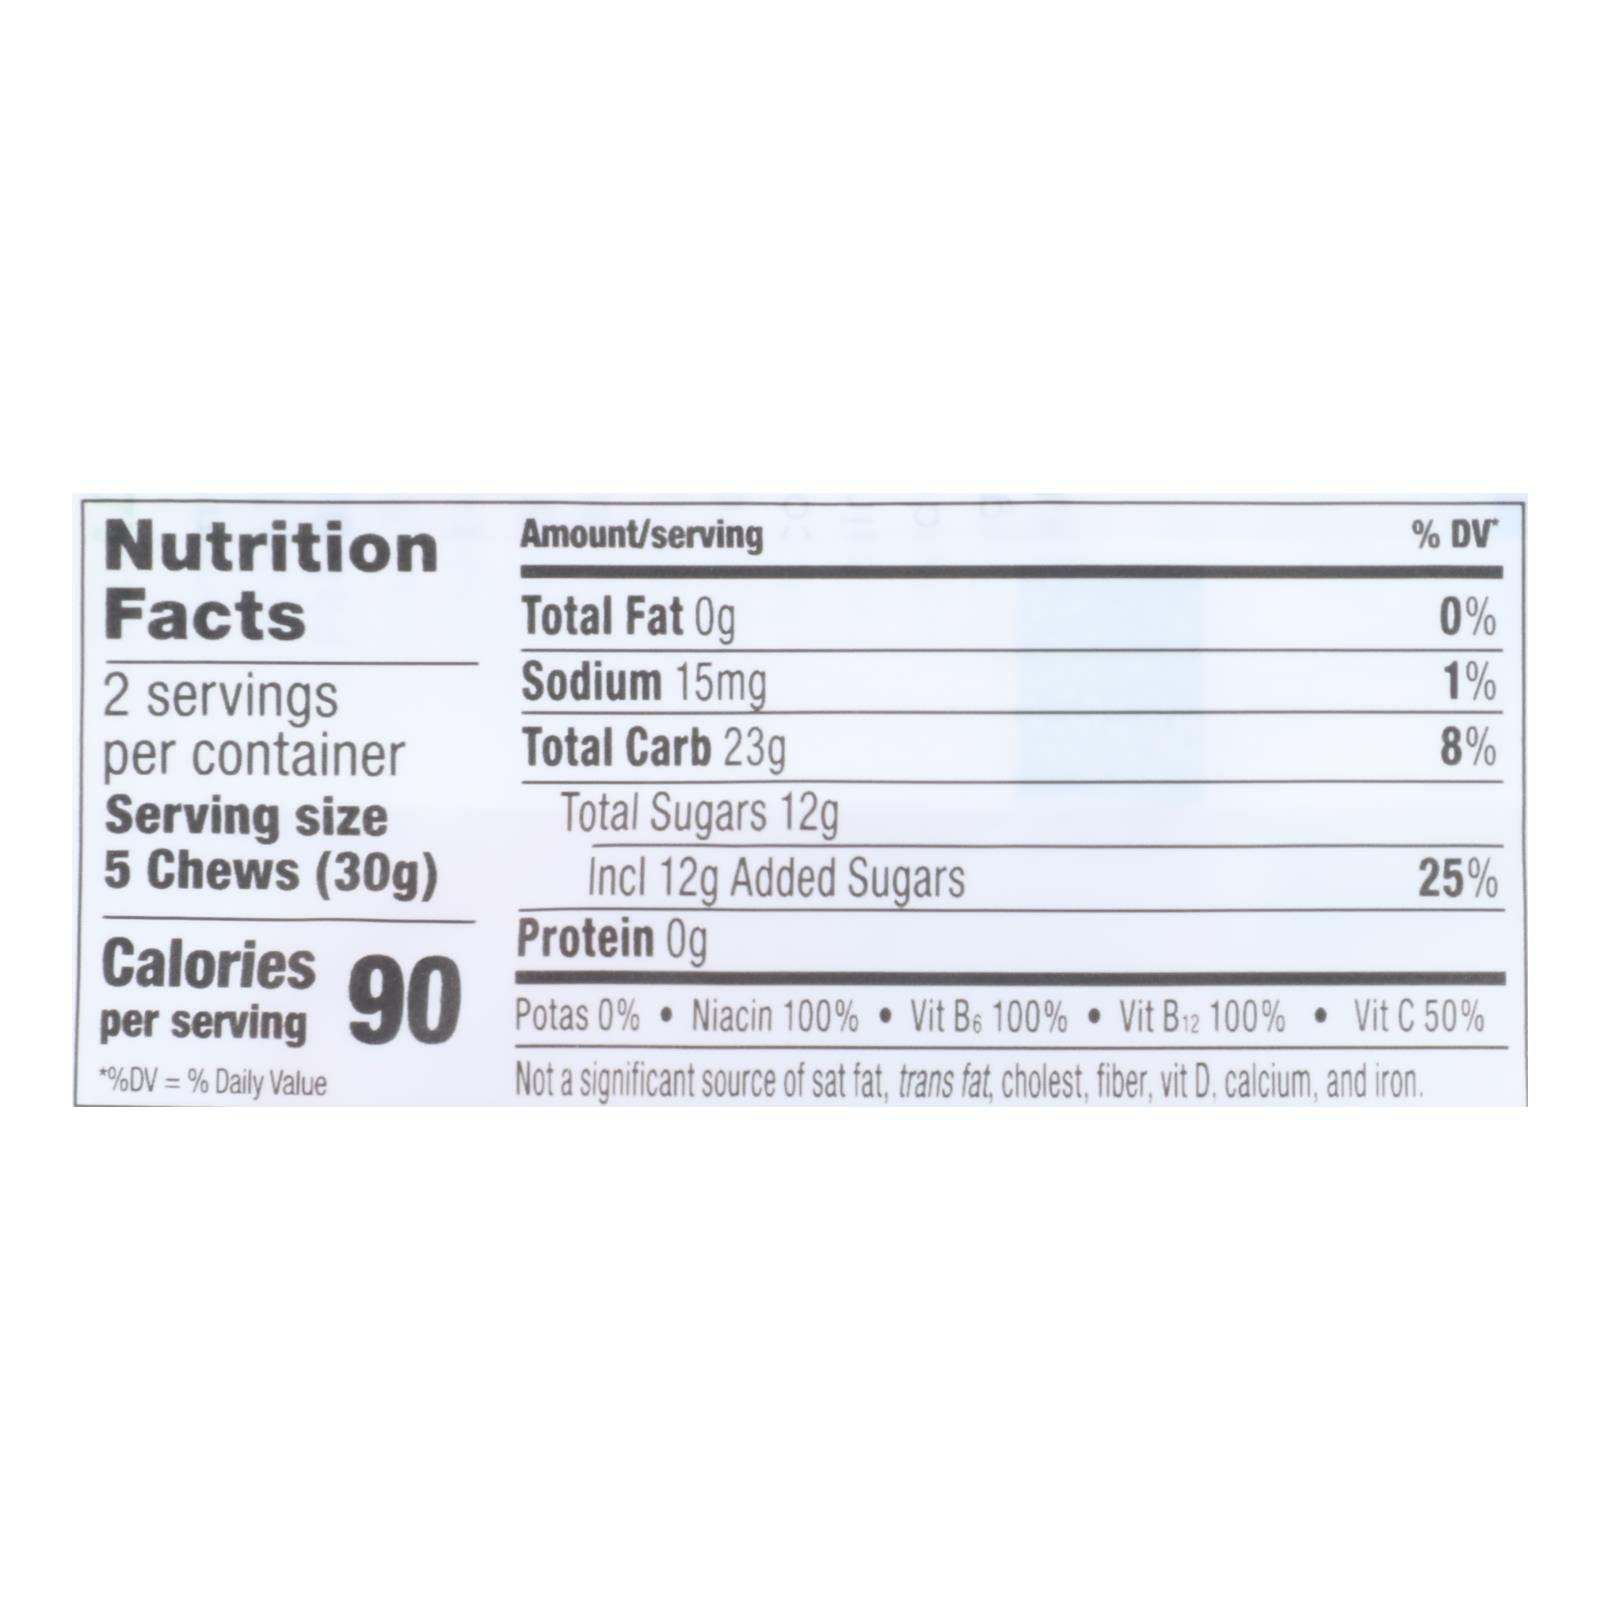 Nutrition
Facts
2 servings
per container
Serving size
5 Chews (30g)
Calories
per serving
90
*%DV = % Daily Value
Amount/serving % DV*
Total Fat 0g 0%
Sodium 15mg 1%
Total Carb 23g 8%
Total Sugars 12g
Incl 12g Added Sugars 25%
Protein 0g
Potas 0% • Niacin 100% • Vit B6 100% • Vit B12 100% • Vit C 50%
Not a significant source of sat fat, trans fat, cholest, fiber, vit D, calcium, and iron.